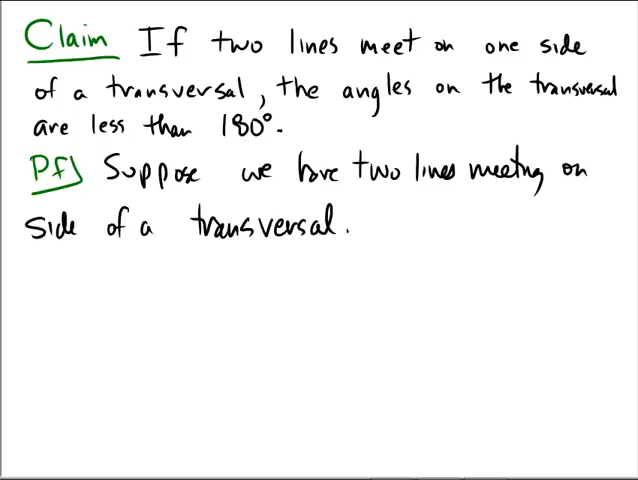 Claim If two lines meet on one side
of a transversal, the angles on the transversal
are less than 180°.
Pf) Suppose we have two lines meeting on
side of a transversal.